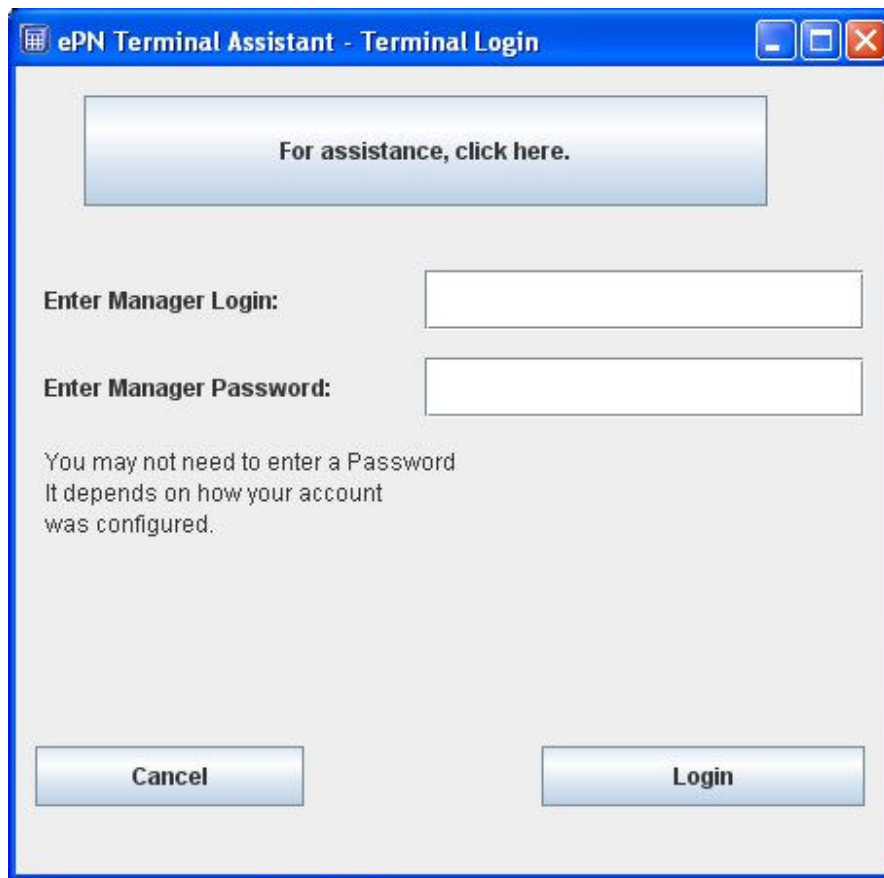 ePN Terminal Assistant - Terminal Login
For assistance, click here.
Enter Manager Login:
Enter Manager Password:
You may not need to enter a Password
It depends on how your account
was configured.
Cancel
Login